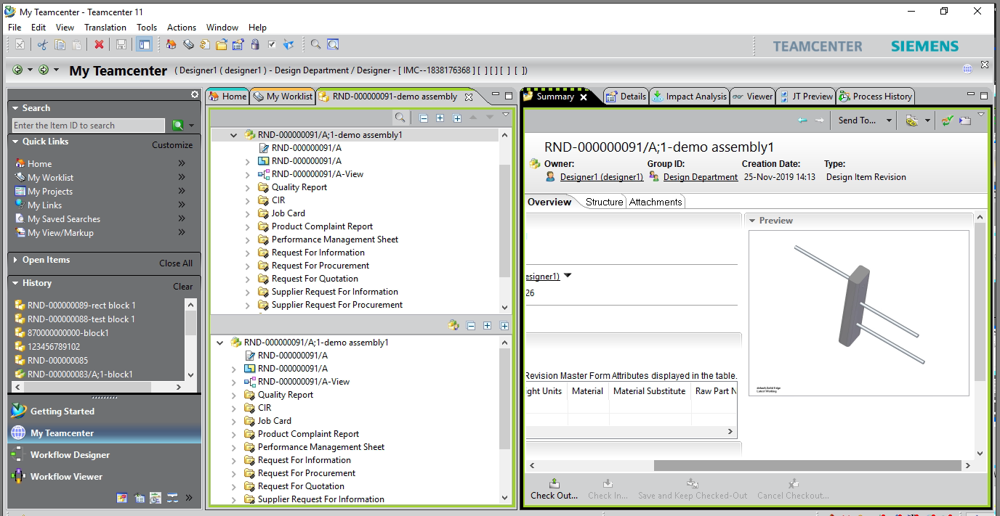 My Teamcenter - Teamcenter 11
File Edit View Translation Tools Actions Window Help
TEAMCENTER SIEMENS
My Teamcenter ( Designer1 ( designer1 ) - Design Department / Designer - [ IMC--1838176368 ] [ ] [ ] [ ] [ ])
Search
Enter the Item ID to search
Quick Links
Customize
Home
My Worklist
My Projects
My Links
My Saved Searches
My View/Markup
Open Items
Close All
History
Clear
RND-000000089-rect block 1
RND-000000088-test block 1
870000000000-block1
123456789102
RND-000000085
RND-000000083/A;1-block1
Getting Started
My Teamcenter
Workflow Designer
Workflow Viewer
Home My Worklist RND-000000091-demo assembly
RND-000000091/A;1-demo assembly1
RND-000000091/A
RND-000000091/A
RND-000000091/A-View
Quality Report
CIR
Job Card
Product Complaint Report
Performance Management Sheet
Request For Information
Request For Procurement
Request For Quotation
Supplier Request For Information
Supplier Request For Procurement
RND-000000091/A;1-demo assembly1
RND-000000091/A
RND-000000091/A
RND-000000091/A-View
Quality Report
CIR
Job Card
Product Complaint Report
Performance Management Sheet
Request For Information
Request For Procurement
Request For Quotation
Supplier Request For Information
Summary Details Impact Analysis Viewer JT Preview Process History
Send To...
RND-000000091/A;1-demo assembly1
Owner: Group ID: Creation Date: Type:
Designer1 (designer1) Design Department 25-Nov-2019 14:13 Design Item Revision
Overview Structure Attachments
Preview
esigner1)
26
default,Solid Edge
Latest Working
Revision Master Form Attributes displayed in the table.
ght Units Material Material Substitute Raw Part N
Check Out... Check In... Save and Keep Checked-Out Cancel Checkout...